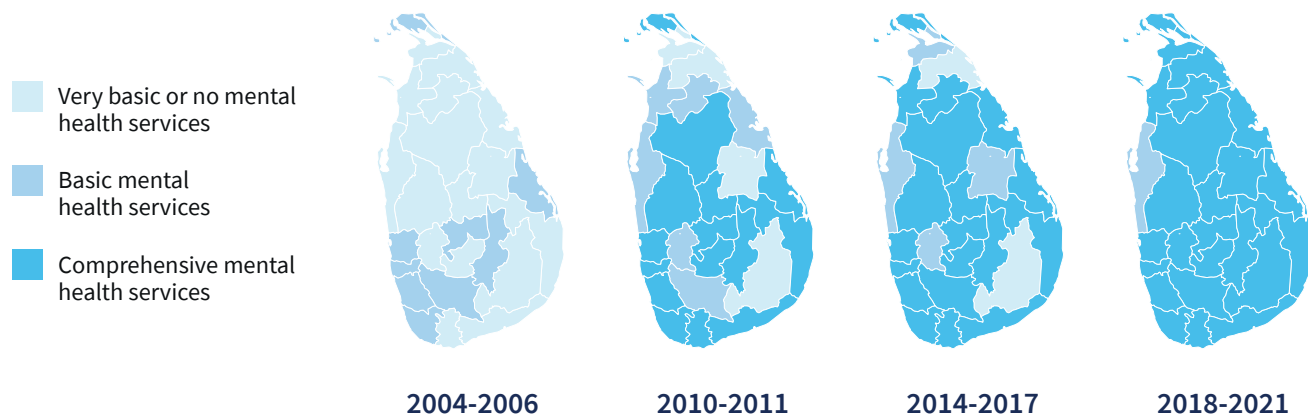 Very basic or no mental
health services
Basic mental
health services
Comprehensive mental
health services
2004-2006
2010-2011
2014-2017
2018-2021